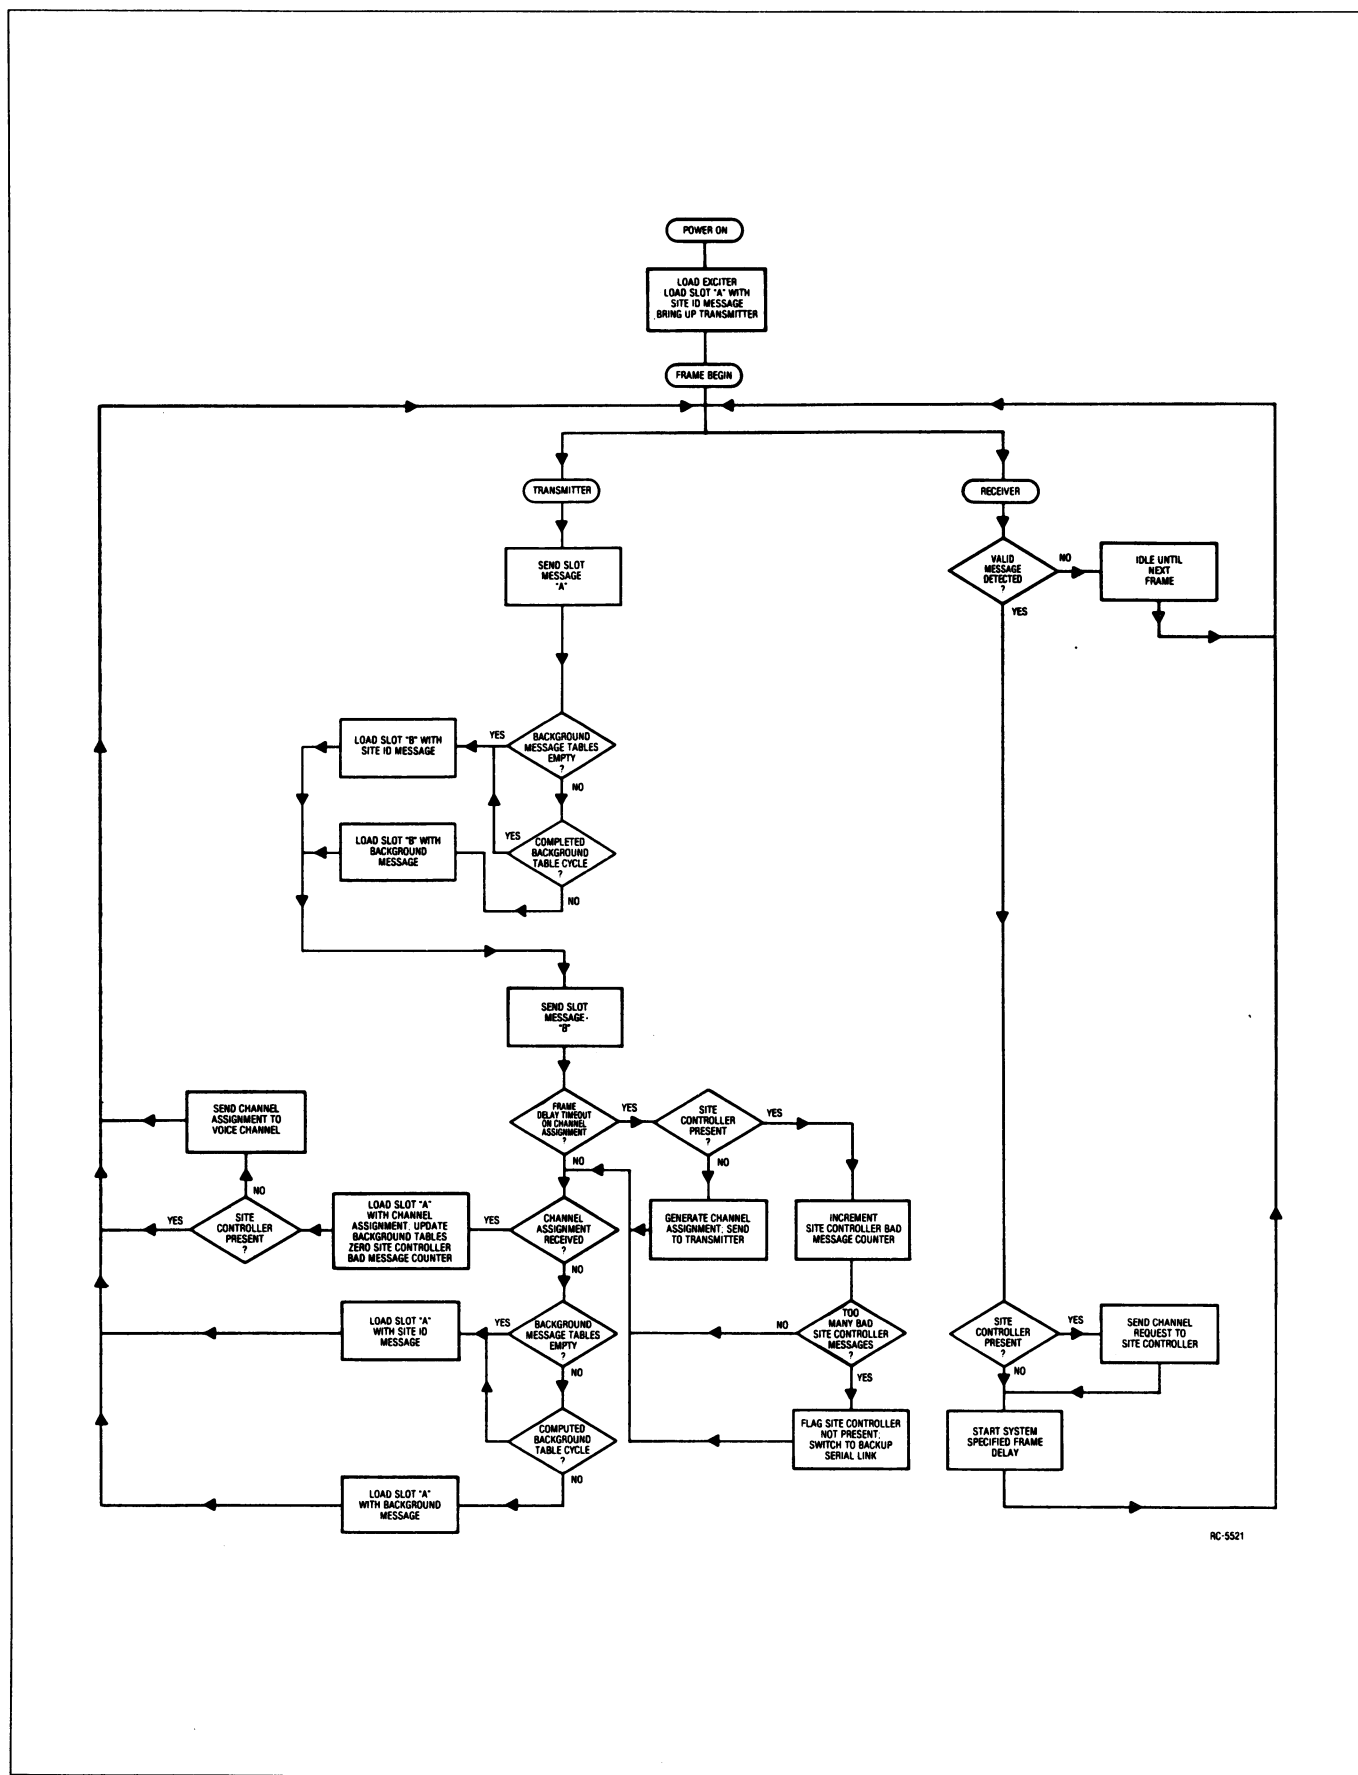 POWER ON
LOAD EXCITER
LOAD SLOT "A" WITH
SITE ID MESSAGE
BRING UP TRANSMITTER
FRAME BEGIN
TRANSMITTER
RECEIVER
SEND SLOT
MESSAGE
"A"
VALID
MESSAGE
DETECTED
?
NO
YES
IDLE UNTIL
NEXT
FRAME
LOAD SLOT "B" WITH
SITE ID MESSAGE
YES
BACKGROUND
MESSAGE TABLES
EMPTY
?
NO
LOAD SLOT "B" WITH
BACKGROUND
MESSAGE
YES
COMPLETED
BACKGROUND
TABLE CYCLE
?
NO
SEND SLOT
MESSAGE
"B"
SEND CHANNEL
ASSIGNMENT TO
VOICE CHANNEL
FRAME
DELAY TIMEOUT
ON CHANNEL
ASSIGNMENT
?
YES
NO
SITE
CONTROLLER
PRESENT
?
YES
NO
NO
YES
SITE
CONTROLLER
PRESENT
?
LOAD SLOT "A"
WITH CHANNEL
ASSIGNMENT; UPDATE
BACKGROUND TABLES
ZERO SITE CONTROLLER
BAD MESSAGE COUNTER
YES
CHANNEL
ASSIGNMENT
RECEIVED
?
NO
GENERATE CHANNEL
ASSIGNMENT; SEND
TO TRANSMITTER
INCREMENT
SITE CONTROLLER BAD
MESSAGE COUNTER
LOAD SLOT "A"
WITH SITE ID
MESSAGE
YES
BACKGROUND
MESSAGE TABLES
EMPTY
?
NO
NO
TOO
MANY BAD
SITE CONTROLLER
MESSAGES
?
YES
SITE
CONTROLLER
PRESENT
?
YES
NO
SEND CHANNEL
REQUEST TO
SITE CONTROLLER
COMPUTED
BACKGROUND
TABLE CYCLE
?
NO
FLAG SITE CONTROLLER
NOT PRESENT;
SWITCH TO BACKUP
SERIAL LINK
START SYSTEM
SPECIFIED FRAME
DELAY
LOAD SLOT "A"
WITH BACKGROUND
MESSAGE
RC-5521